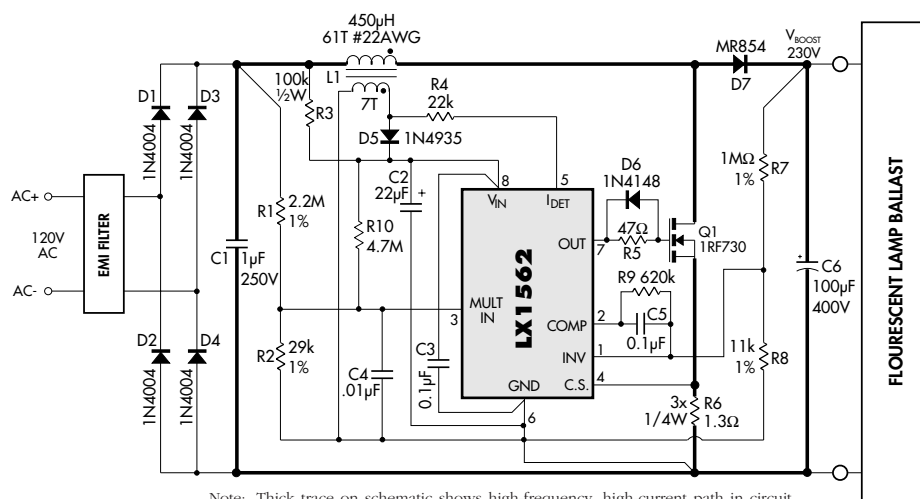 450µH
61T #22AWG
L1
7T
100k
½W
R3
R4
22k
D5
1N4935
V_BOOST
230V
MR854
D7
D1
D3
1N4004
1N4004
AC+
120V
AC
AC-
EMI FILTER
D2
D4
1N4004
1N4004
C1
1µF
250V
R1
2.2M
1%
R10
4.7M
C2
22µF
+
8
V_IN
5
I_DET
D6
1N4148
OUT
7
47Ω
R5
Q1
1RF730
R9 620k
MULT
IN
3
LX1562
COMP
2
C5
0.1µF
INV
1
C.S.
4
GND
6
R2
29k
1%
C4
.01µF
C3
0.1µF
3x
1/4W
R6
1.3Ω
1MΩ
1%
R7
11k
1%
R8
+
C6
100µF
400V
FLOURESCENT LAMP BALLAST
Note: Thick trace on schematic shows high-frequency, high-current path in circuit.